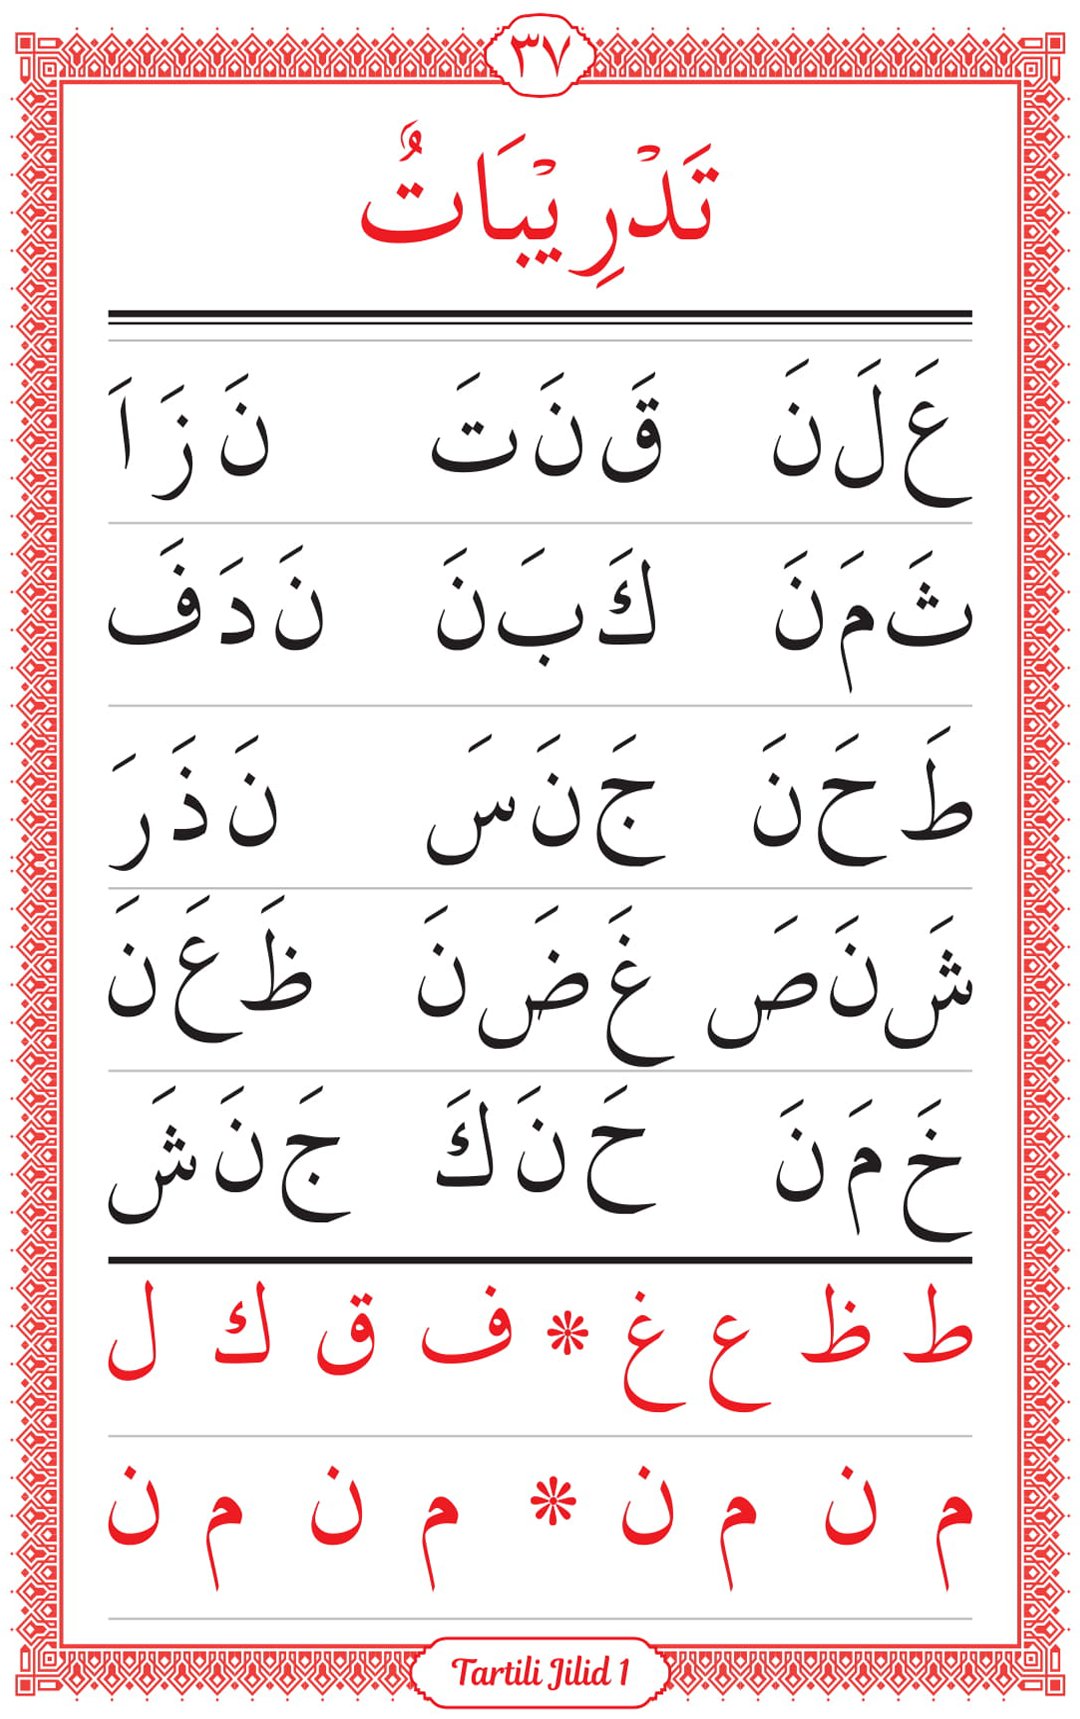 ٣٧
تَدْرِيْبَاتٌ
عَ لَ نَ قَ نَ تَ نَ زَ اَ
ثَ مَ نَ كَ بَ نَ نَ دَ فَ
طَ حَ نَ جَ نَ سَ نَ ذَ رَ
شَ نَ صَ غَ ضَ نَ ظَ عَ نَ
خَ مَ نَ حَ نَ كَ جَ نَ شَ
ط ظ ع غ * ف ق ك ل
م ن م ن * م ن م ن
Tartili Jilid 1